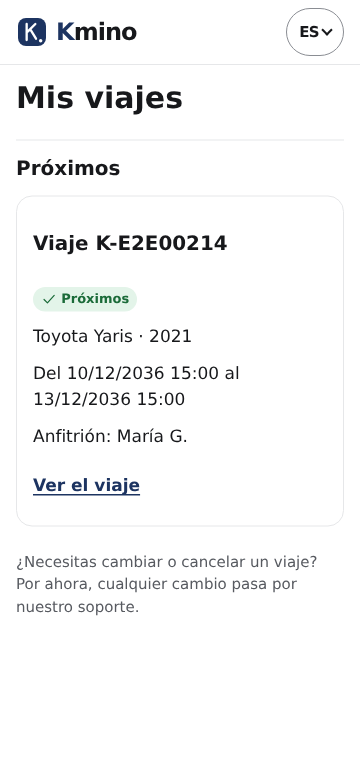 K. Kmino
ES
Mis viajes
Próximos
Viaje K-E2E00214
Próximos
Toyota Yaris · 2021
Del 10/12/2036 15:00 al
13/12/2036 15:00
Anfitrión: María G.
Ver el viaje
¿Necesitas cambiar o cancelar un viaje?
Por ahora, cualquier cambio pasa por
nuestro soporte.